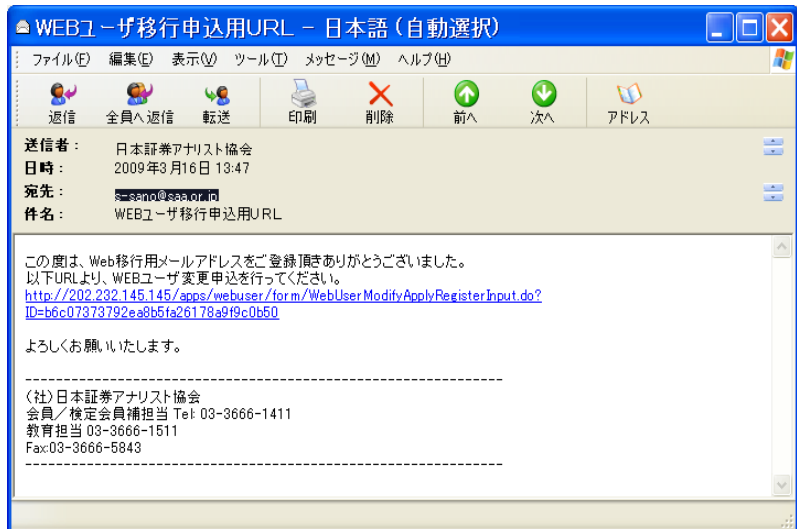 WEBユーザ移行申込用URL － 日本語 (自動選択)
ファイル(F) 編集(E) 表示(V) ツール(T) メッセージ(M) ヘルプ(H)
返信 全員へ返信 転送 印刷 削除 前へ 次へ アドレス
送信者： 日本証券アナリスト協会
日時： 2009年3月16日 13:47
宛先： s-sano@saa.or.jp
件名： WEBユーザ移行申込用URL
この度は、Web移行用メールアドレスをご登録頂きありがとうございました。
以下URLより、WEBユーザ変更申込を行ってください。
http://202.232.145.145/apps/webuser/form/WebUserModifyApplyRegisterInput.do?
ID=b6c07373792ea8b5fa26178a9f9c0b50
よろしくお願いいたします。
---------------------------------------------------------------
(社)日本証券アナリスト協会
会員／検定会員補担当 Tel: 03-3666-1411
教育担当 03-3666-1511
Fax:03-3666-5843
---------------------------------------------------------------